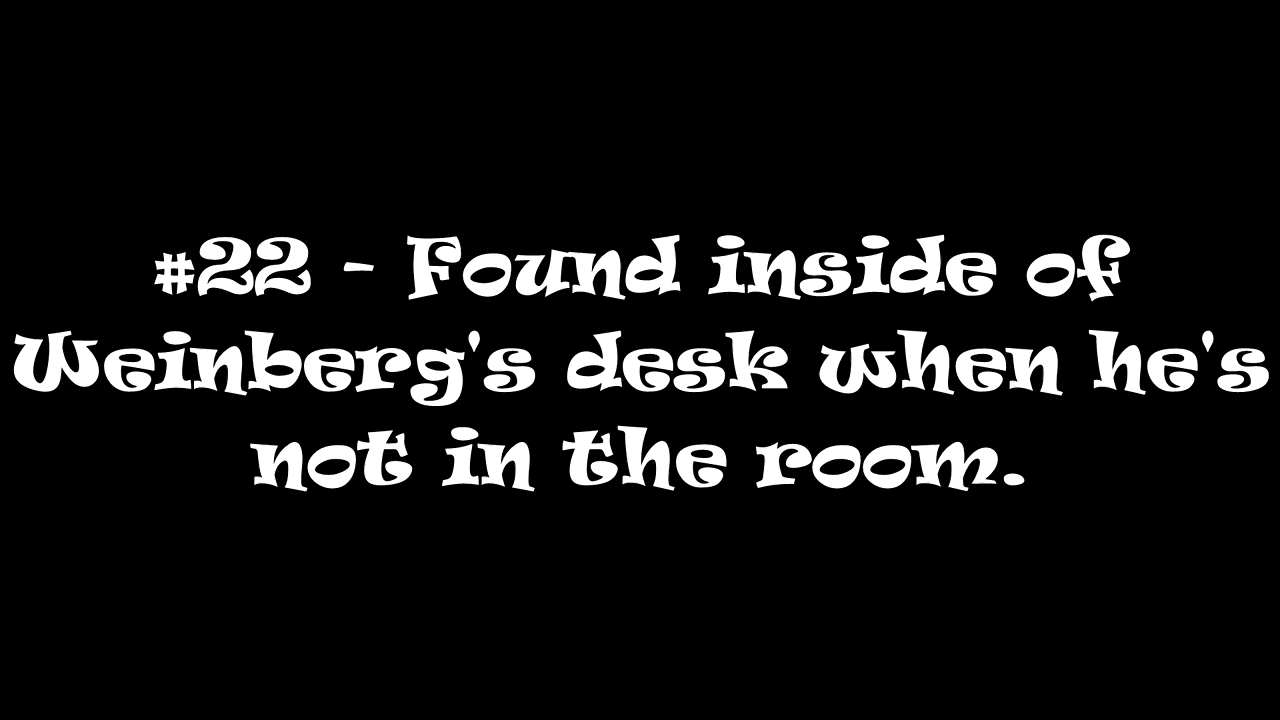 #22 - Found inside of
Weinberg's desk when he's
not in the room.